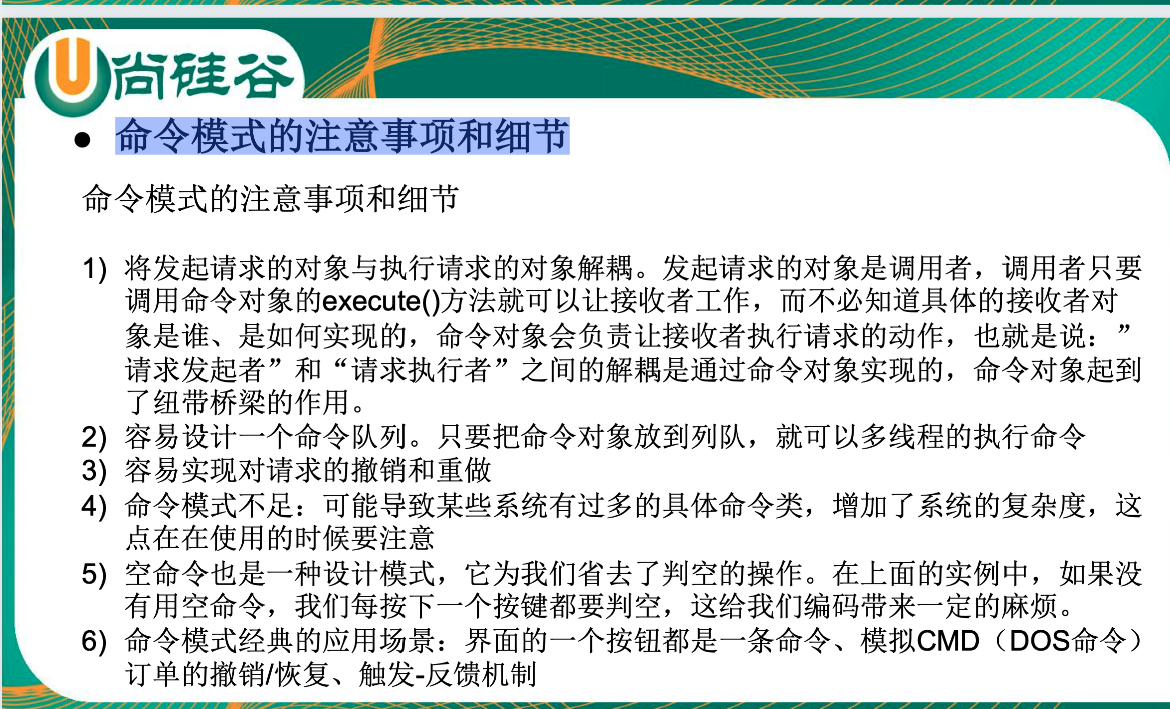 尚硅谷
● 命令模式的注意事项和细节
命令模式的注意事项和细节
1) 将发起请求的对象与执行请求的对象解耦。发起请求的对象是调用者，调用者只要
调用命令对象的execute()方法就可以让接收者工作，而不必知道具体的接收者对
象是谁、是如何实现的，命令对象会负责让接收者执行请求的动作，也就是说：”
请求发起者”和“请求执行者”之间的解耦是通过命令对象实现的，命令对象起到
了纽带桥梁的作用。
2) 容易设计一个命令队列。只要把命令对象放到列队，就可以多线程的执行命令
3) 容易实现对请求的撤销和重做
4) 命令模式不足：可能导致某些系统有过多的具体命令类，增加了系统的复杂度，这
点在在使用的时候要注意
5) 空命令也是一种设计模式，它为我们省去了判空的操作。在上面的实例中，如果没
有用空命令，我们每按下一个按键都要判空，这给我们编码带来一定的麻烦。
6) 命令模式经典的应用场景：界面的一个按钮都是一条命令、模拟CMD（DOS命令）
订单的撤销/恢复、触发-反馈机制